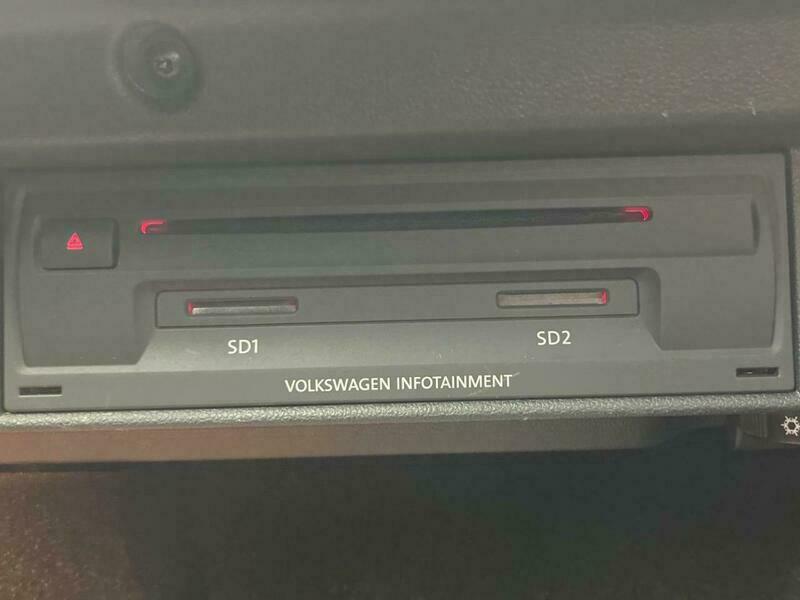 SD1 SD2
VOLKSWAGEN INFOTAINMENT